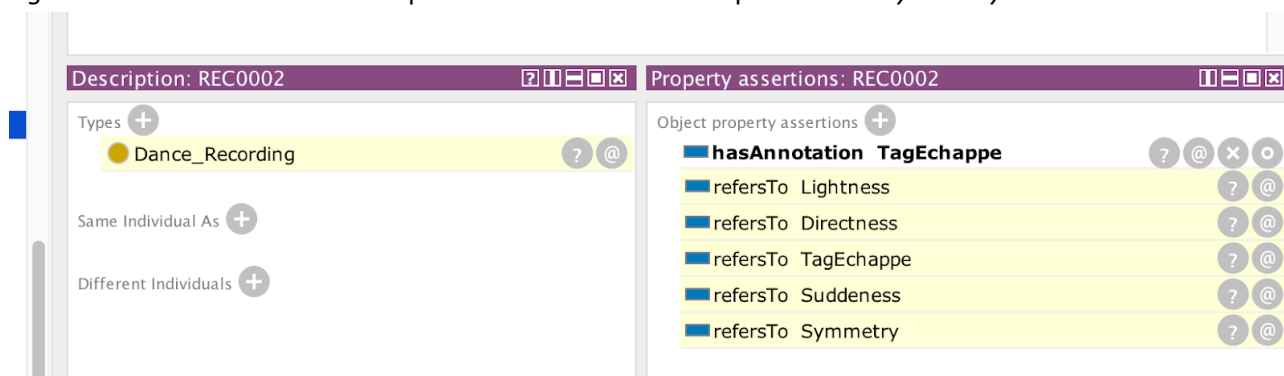 Description: REC0002
Types
Dance_Recording
Same Individual As
Different Individuals
Property assertions: REC0002
Object property assertions
hasAnnotation TagEchappe
refersTo Lightness
refersTo Directness
refersTo TagEchappe
refersTo Suddeness
refersTo Symmetry